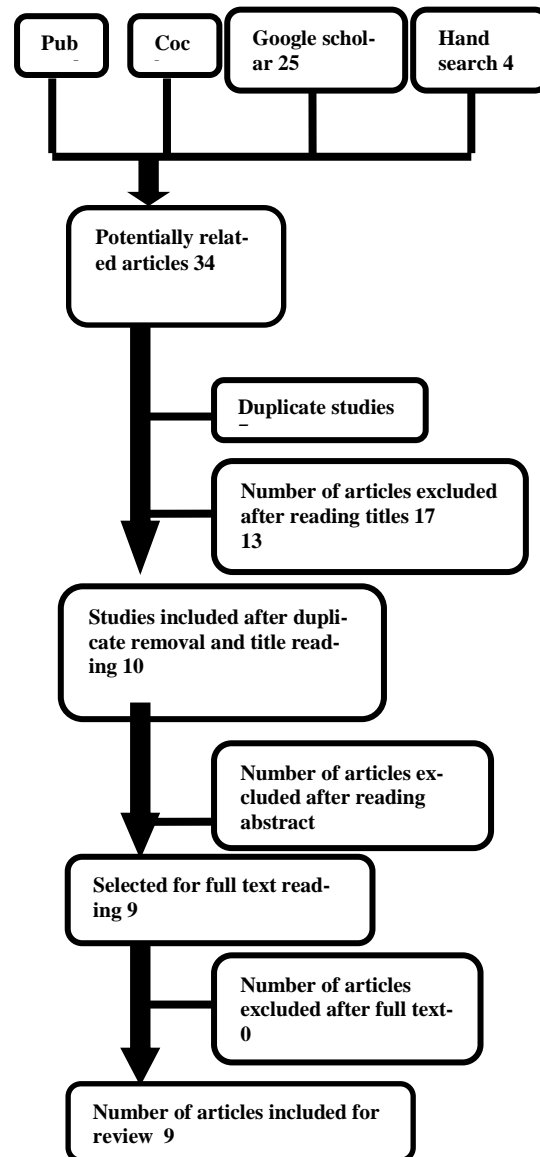 Pub
Coc
Google schol-
ar 25
Hand
search 4
Potentially relat-
ed articles 34
Duplicate studies
Number of articles excluded
after reading titles 17
13
Studies included after dupli-
cate removal and title read-
ing 10
Number of articles ex-
cluded after reading
abstract
Selected for full text read-
ing 9
Number of articles
excluded after full text-
0
Number of articles included for
review 9